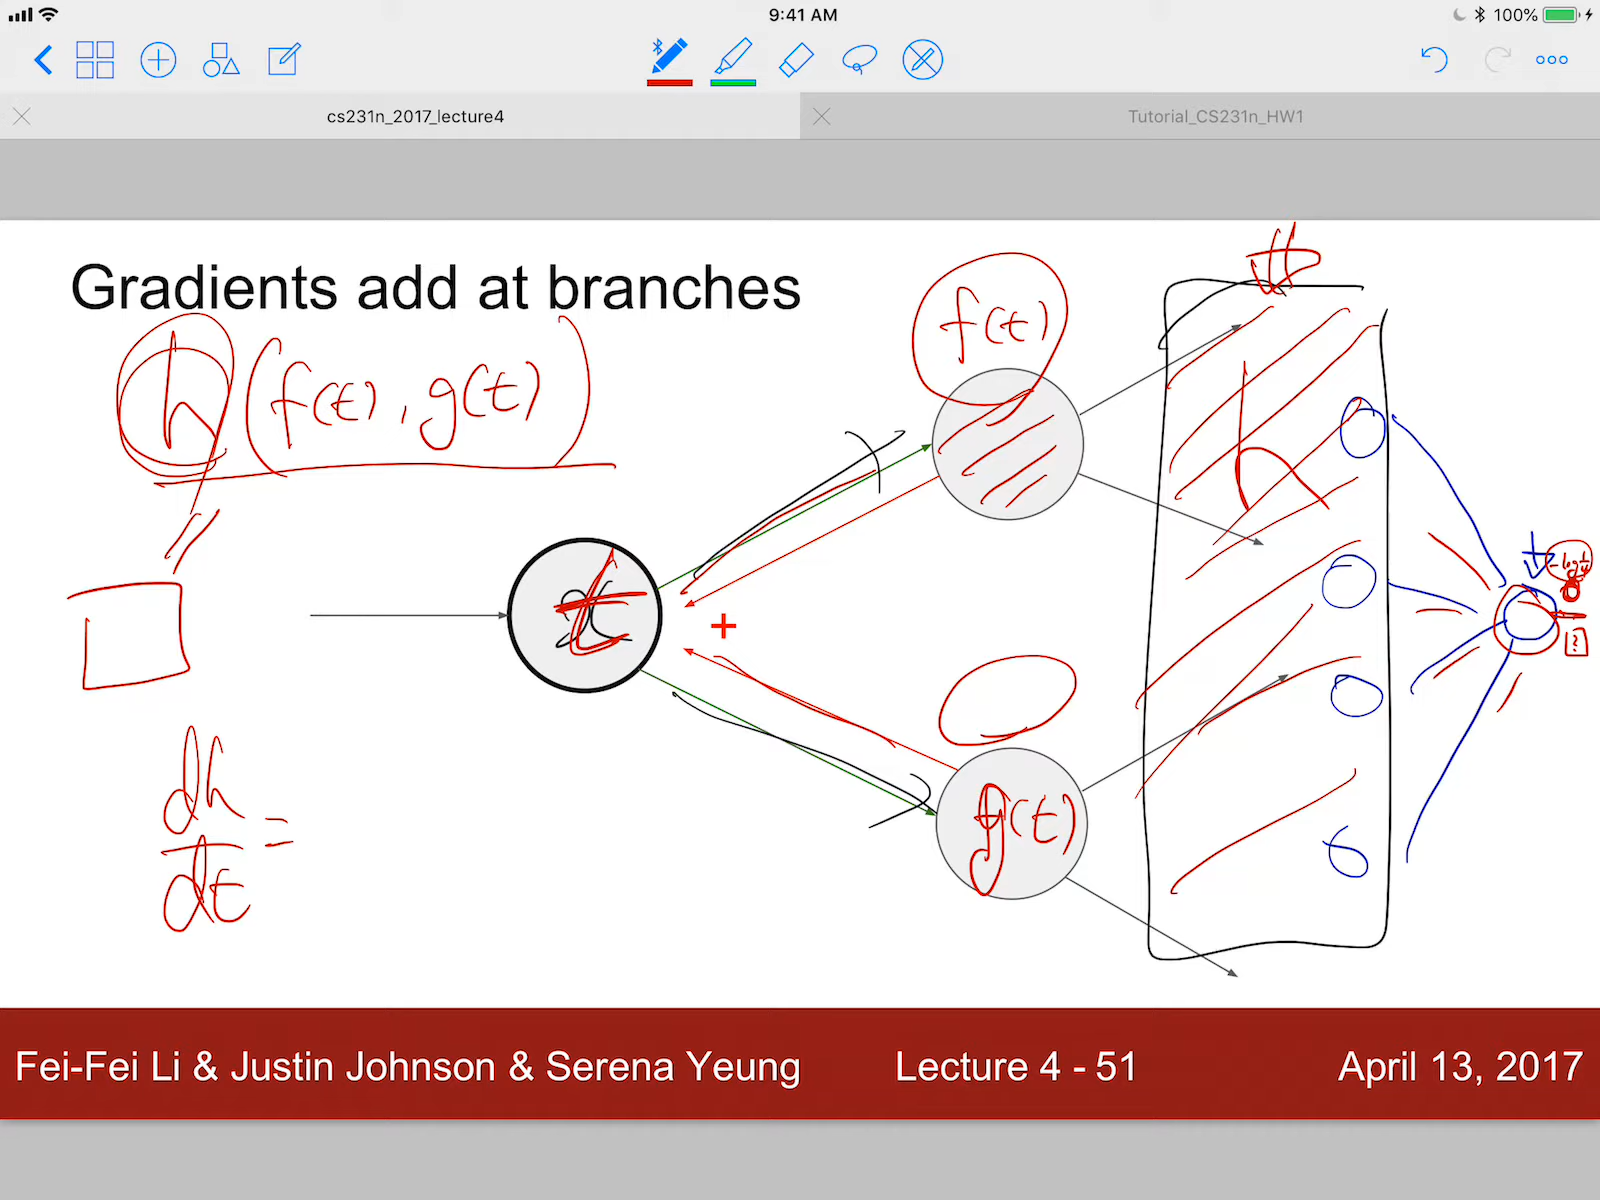 9:41 AM
100%
cs231n_2017_lecture4
Tutorial_CS231n_HW1
Gradients add at branches
h (f(t), g(t))
f(t)
h
t
+
g(t)
dh
dt =
Fei-Fei Li & Justin Johnson & Serena Yeung
Lecture 4 - 51
April 13, 2017